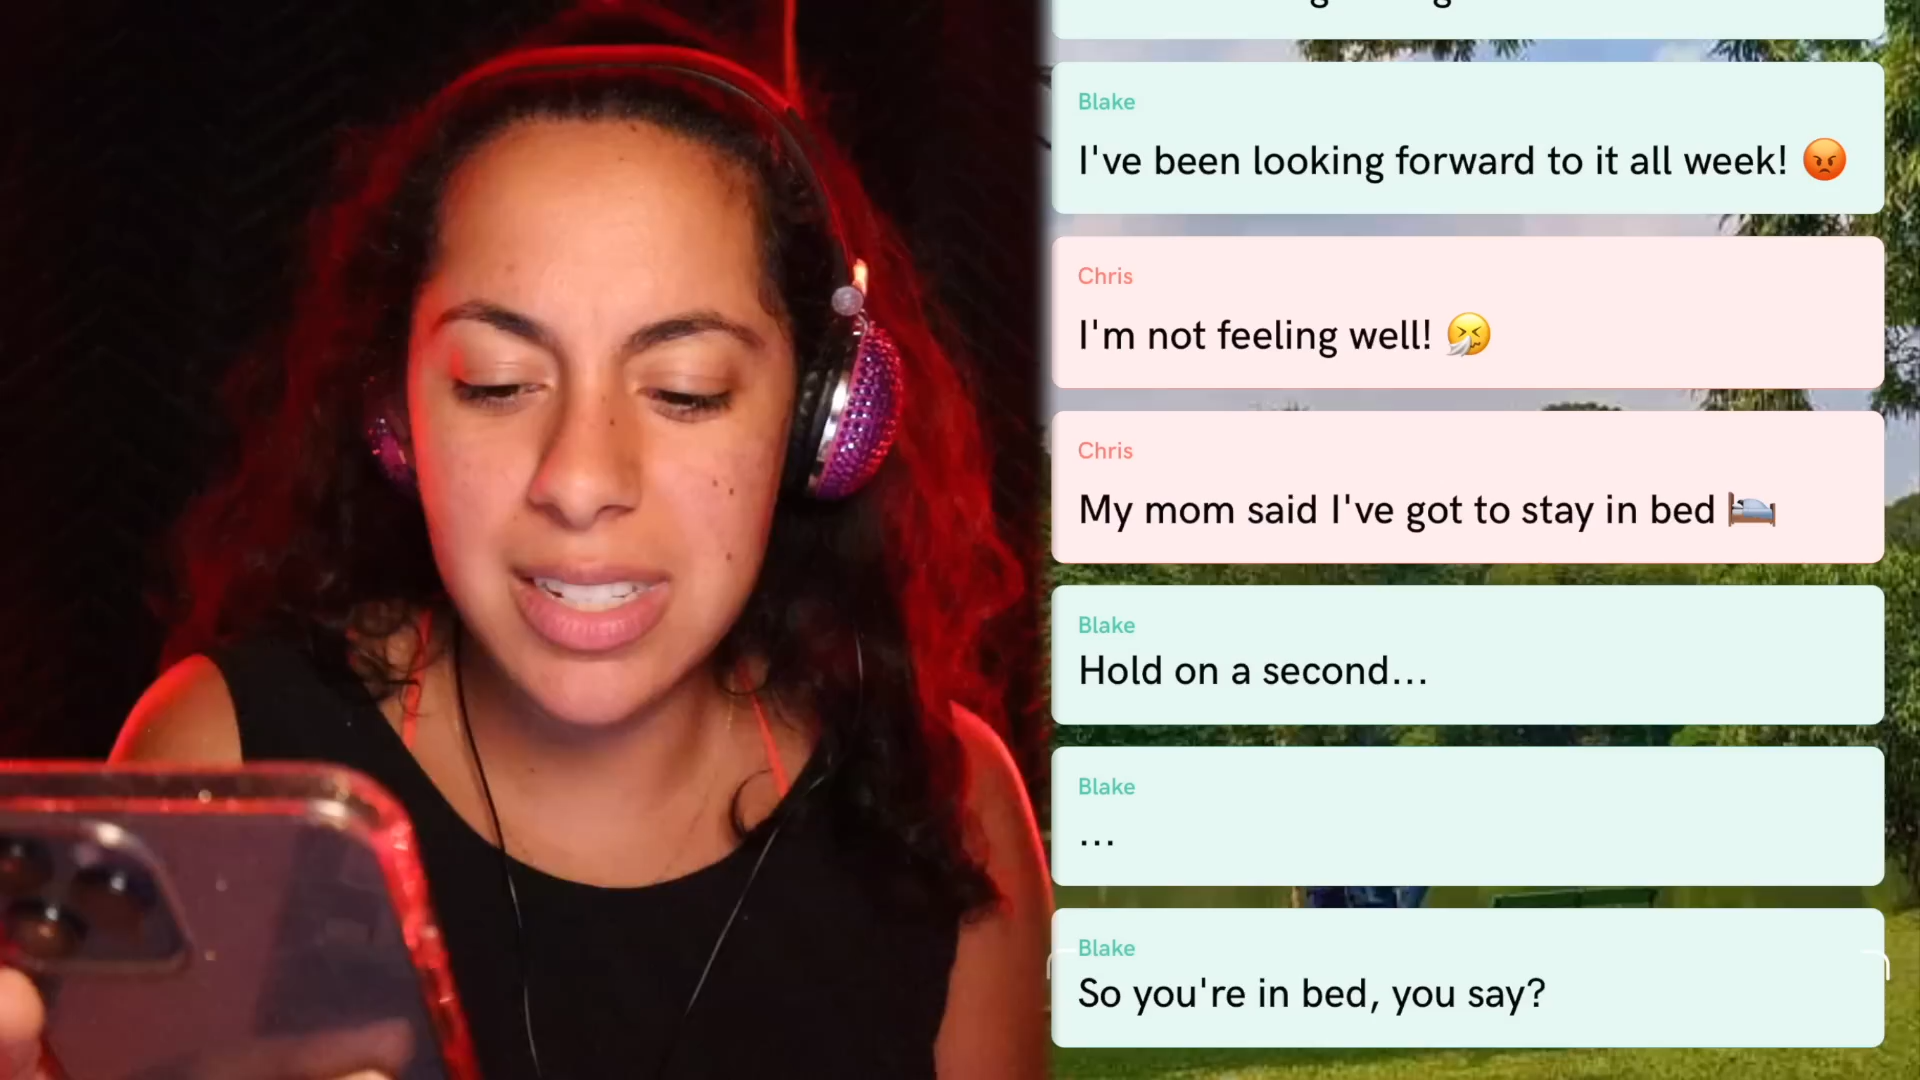 Blake
I've been looking forward to it all week! 😡
Chris
I'm not feeling well! 🤧
Chris
My mom said I've got to stay in bed 🛏️
Blake
Hold on a second...
Blake
...
Blake
So you're in bed, you say?